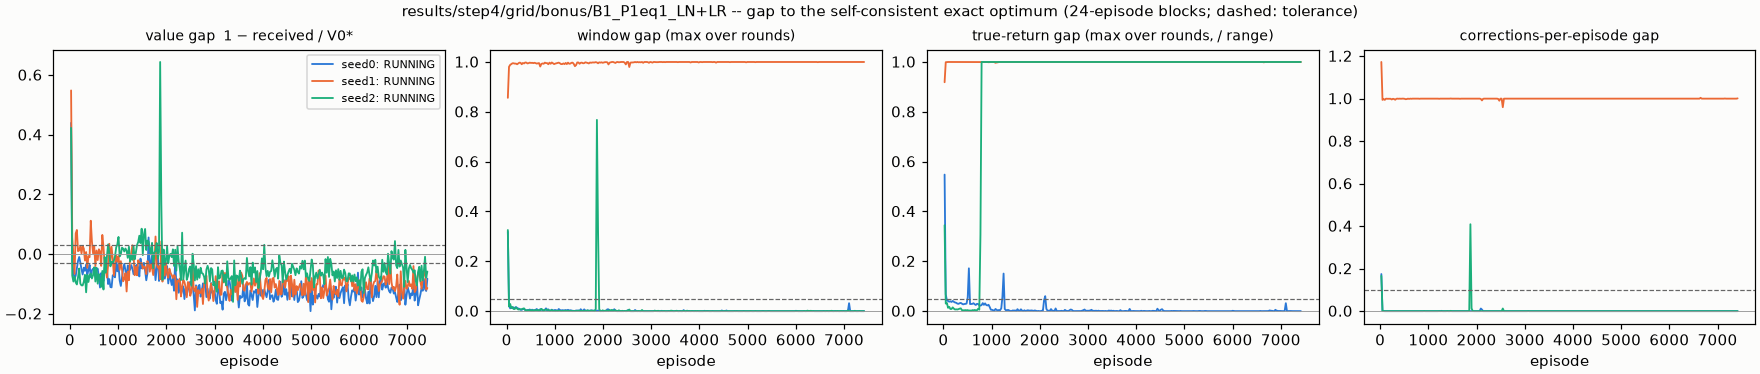 results/step4/grid/bonus/B1_P1eq1_LN+LR -- gap to the self-consistent exact optimum (24-episode blocks; dashed: tolerance)
value gap  1 − received / V0*
seed0: RUNNING
seed1: RUNNING
seed2: RUNNING
0.6
0.4
0.2
0.0
−0.2
0 1000 2000 3000 4000 5000 6000 7000
episode
window gap (max over rounds)
1.0
0.8
0.6
0.4
0.2
0.0
0 1000 2000 3000 4000 5000 6000 7000
episode
true-return gap (max over rounds, / range)
1.0
0.8
0.6
0.4
0.2
0.0
0 1000 2000 3000 4000 5000 6000 7000
episode
corrections-per-episode gap
1.2
1.0
0.8
0.6
0.4
0.2
0.0
0 1000 2000 3000 4000 5000 6000 7000
episode